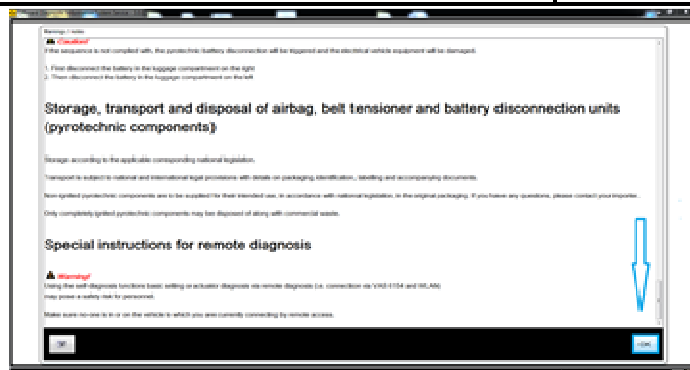 Warnings / notes
Caution!
If the sequence is not complied with, the pyrotechnic battery disconnection will be triggered and the electrical vehicle equipment will be damaged.
1. First disconnect the battery in the luggage compartment on the right
2. Then disconnect the battery in the luggage compartment on the left
Storage, transport and disposal of airbag, belt tensioner and battery disconnection units
(pyrotechnic components)
Storage according to the applicable corresponding national legislation.
Transport is subject to national and international legal provisions with details on packaging identification, labelling and accompanying documents.
Non-ignited pyrotechnic components are to be supplied for their intended use, in accordance with national legislation, in the original packaging. If you have any questions, please contact your importer.
Only completely ignited pyrotechnic components may be disposed of along with commercial waste.
Special instructions for remote diagnosis
Warning!
Using the self-diagnosis functions basic setting or actuator diagnosis via remote diagnosis (i.e. connection via VAS 6154 and WLAN)
may pose a safety risk for personnel.
Make sure no-one is in or on the vehicle to which you are currently connecting by remote access.
OK